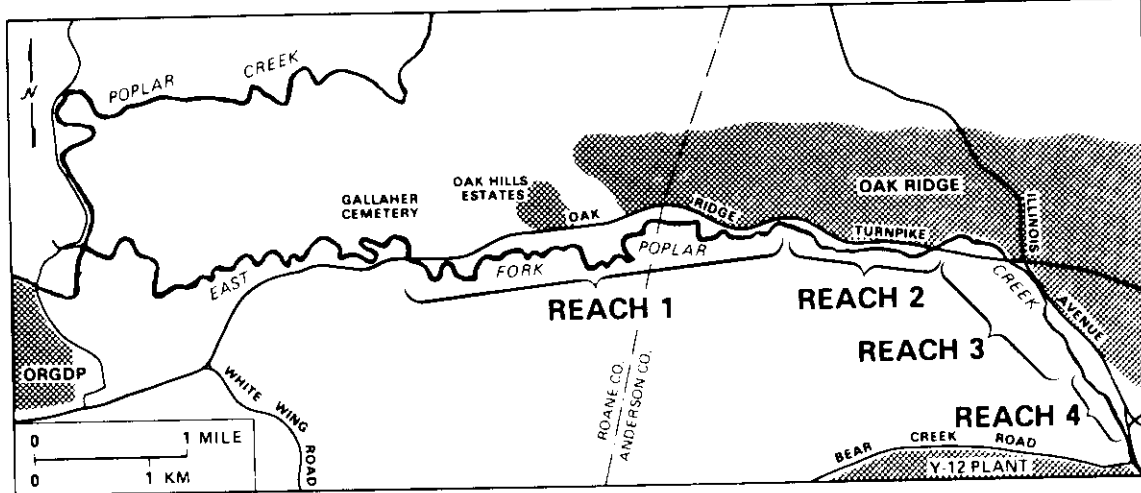 POPLAR CREEK
N
OAK HILLS
ESTATES
GALLAHER
CEMETERY
OAK RIDGE
ILLINOIS
OAK RIDGE TURNPIKE
EAST FORK POPLAR CREEK
AVENUE
REACH 1
REACH 2
REACH 3
REACH 4
ORGDP
WHITE WING ROAD
ROANE CO.
ANDERSON CO.
BEAR CREEK ROAD
Y-12 PLANT
0 1 MILE
0 1 KM